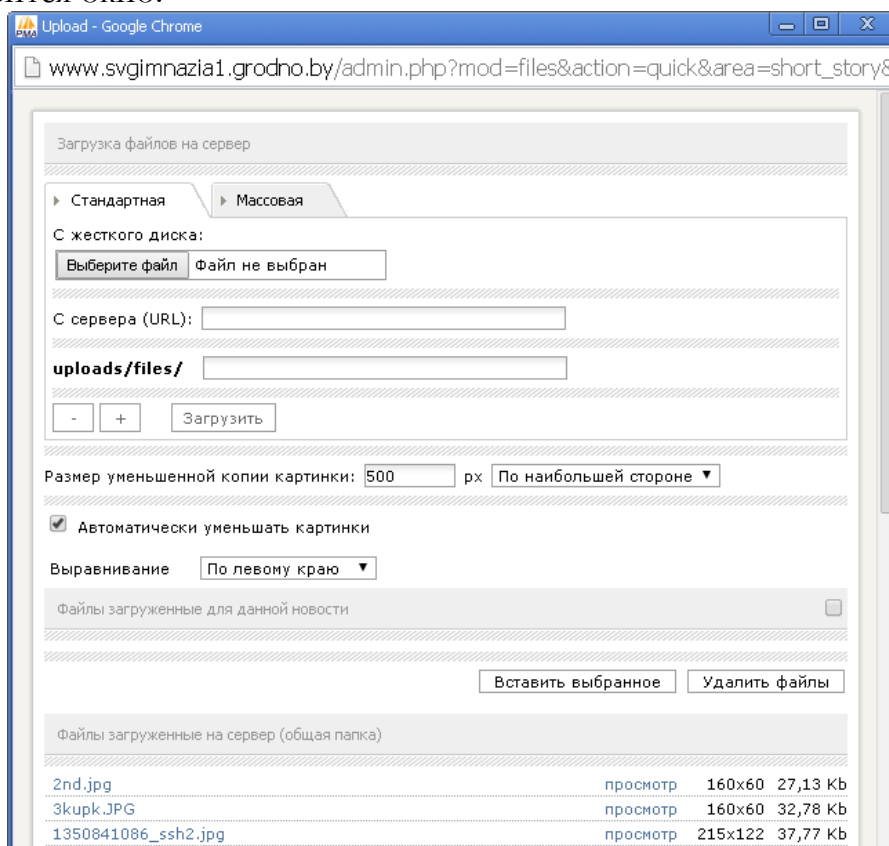 Upload - Google Chrome
www.svgimnazia1.grodno.by/admin.php?mod=files&action=quick&area=short_story&
Загрузка файлов на сервер
Стандартная Массовая
С жесткого диска:
Выберите файл Файл не выбран
С сервера (URL):
uploads/files/
- + Загрузить
Размер уменьшенной копии картинки: 500 px По наибольшей стороне
Автоматически уменьшать картинки
Выравнивание По левому краю
Файлы загруженные для данной новости
Вставить выбранное Удалить файлы
Файлы загруженные на сервер (общая папка)
2nd.jpg просмотр 160x60 27,13 Kb
3kupk.JPG просмотр 160x60 32,78 Kb
1350841086_ssh2.jpg просмотр 215x122 37,77 Kb